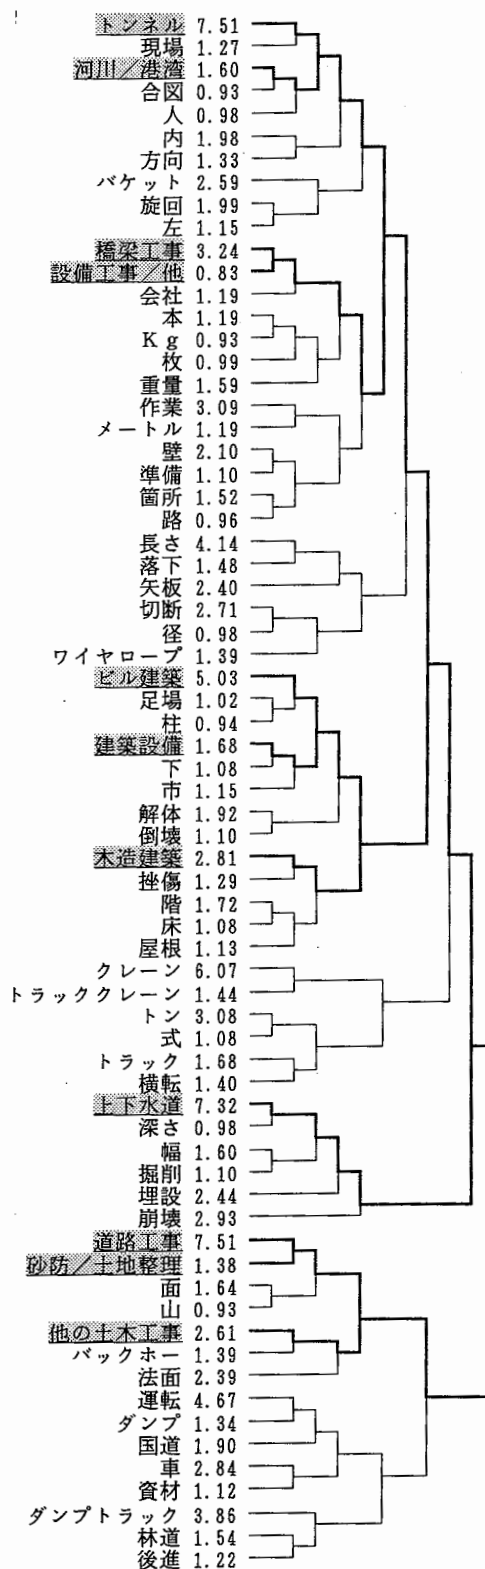 トンネル 7.51
現場 1.27
河川／港湾 1.60
合図 0.93
人 0.98
内 1.98
方向 1.33
バケット 2.59
旋回 1.99
左 1.15
橋梁工事 3.24
設備工事／他 0.83
会社 1.19
本 1.19
Ｋｇ 0.93
枚 0.99
重量 1.59
作業 3.09
メートル 1.19
壁 2.10
準備 1.10
箇所 1.52
路 0.96
長さ 4.14
落下 1.48
矢板 2.40
切断 2.71
径 0.98
ワイヤロープ 1.39
ビル建築 5.03
足場 1.02
柱 0.94
建築設備 1.68
下 1.08
市 1.15
解体 1.92
倒壊 1.10
木造建築 2.81
挫傷 1.29
階 1.72
床 1.08
屋根 1.13
クレーン 6.07
トラッククレーン 1.44
トン 3.08
式 1.08
トラック 1.68
横転 1.40
上下水道 7.32
深さ 0.98
幅 1.60
掘削 1.10
埋設 2.44
崩壊 2.93
道路工事 7.51
砂防／土地整理 1.38
面 1.64
山 0.93
他の土木工事 2.61
バックホー 1.39
法面 2.39
運転 4.67
ダンプ 1.34
国道 1.90
車 2.84
資材 1.12
ダンプトラック 3.86
林道 1.54
後進 1.22